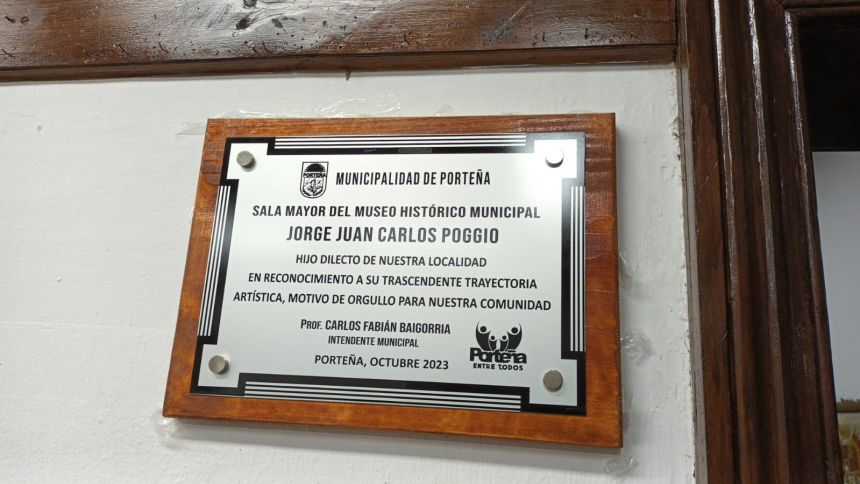 PORTEÑA
MUNICIPALIDAD DE PORTEÑA
SALA MAYOR DEL MUSEO HISTÓRICO MUNICIPAL
JORGE JUAN CARLOS POGGIO
HIJO DILECTO DE NUESTRA LOCALIDAD
EN RECONOCIMIENTO A SU TRASCENDENTE TRAYECTORIA
ARTÍSTICA, MOTIVO DE ORGULLO PARA NUESTRA COMUNIDAD
PROF. CARLOS FABIÁN BAIGORRIA
INTENDENTE MUNICIPAL
PORTEÑA, OCTUBRE 2023
Porteña
ENTRE TODOS